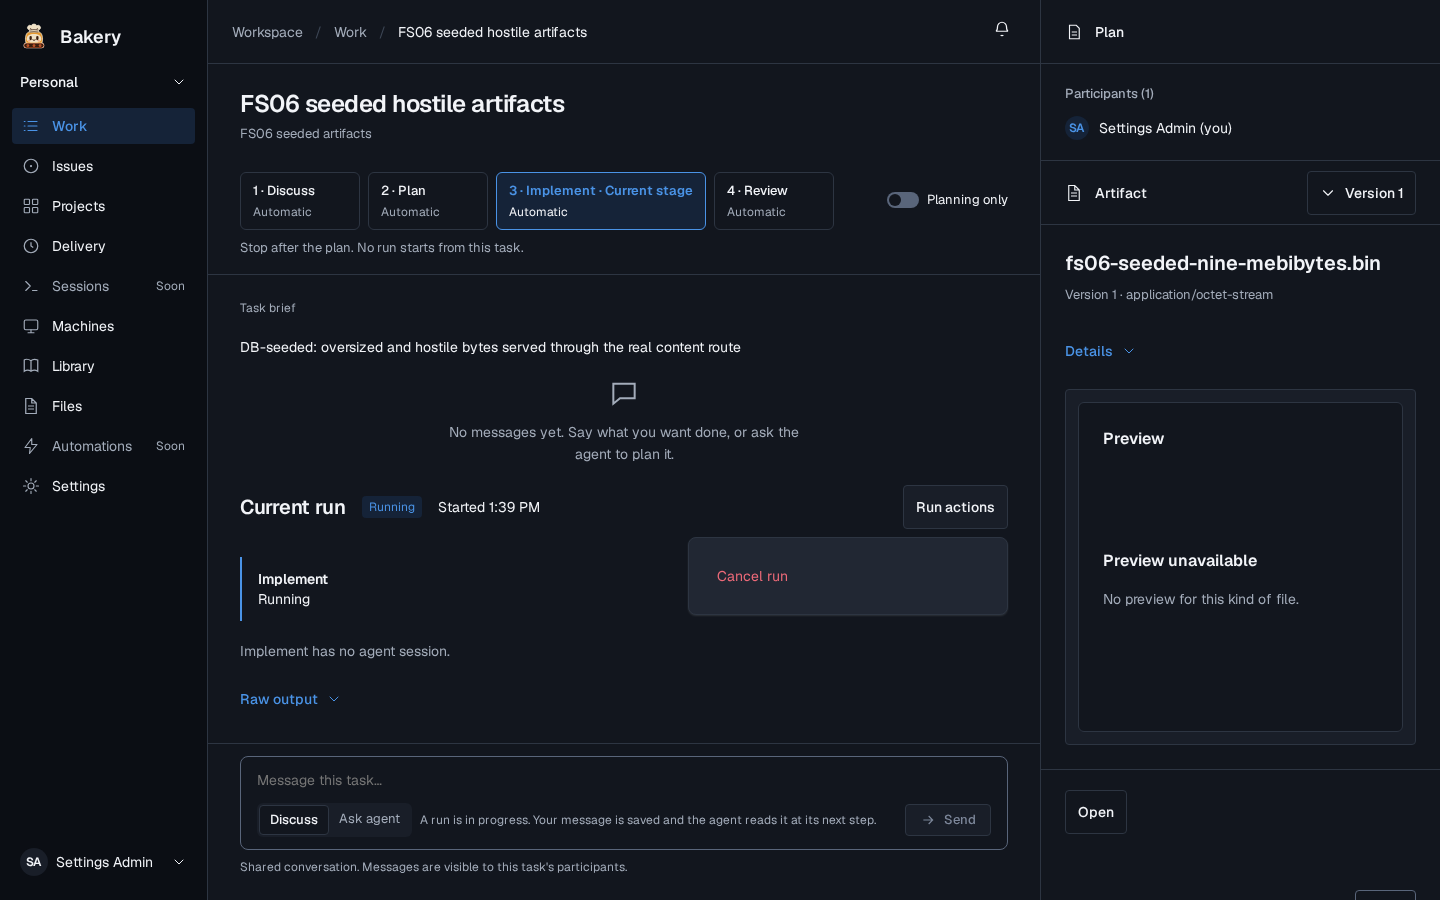 Bakery
Personal
Work
Issues
Projects
Delivery
Sessions Soon
Machines
Library
Files
Automations Soon
Settings
SA Settings Admin
Workspace / Work / FS06 seeded hostile artifacts
FS06 seeded hostile artifacts
FS06 seeded artifacts
1 · Discuss
Automatic
2 · Plan
Automatic
3 · Implement · Current stage
Automatic
4 · Review
Automatic
Planning only
Stop after the plan. No run starts from this task.
Task brief
DB-seeded: oversized and hostile bytes served through the real content route
No messages yet. Say what you want done, or ask the
agent to plan it.
Current run Running Started 1:39 PM Run actions
Cancel run
Implement
Running
Implement has no agent session.
Raw output
Message this task...
Discuss Ask agent A run is in progress. Your message is saved and the agent reads it at its next step. Send
Shared conversation. Messages are visible to this task's participants.
Plan
Participants (1)
SA Settings Admin (you)
Artifact Version 1
fs06-seeded-nine-mebibytes.bin
Version 1 · application/octet-stream
Details
Preview
Preview unavailable
No preview for this kind of file.
Open